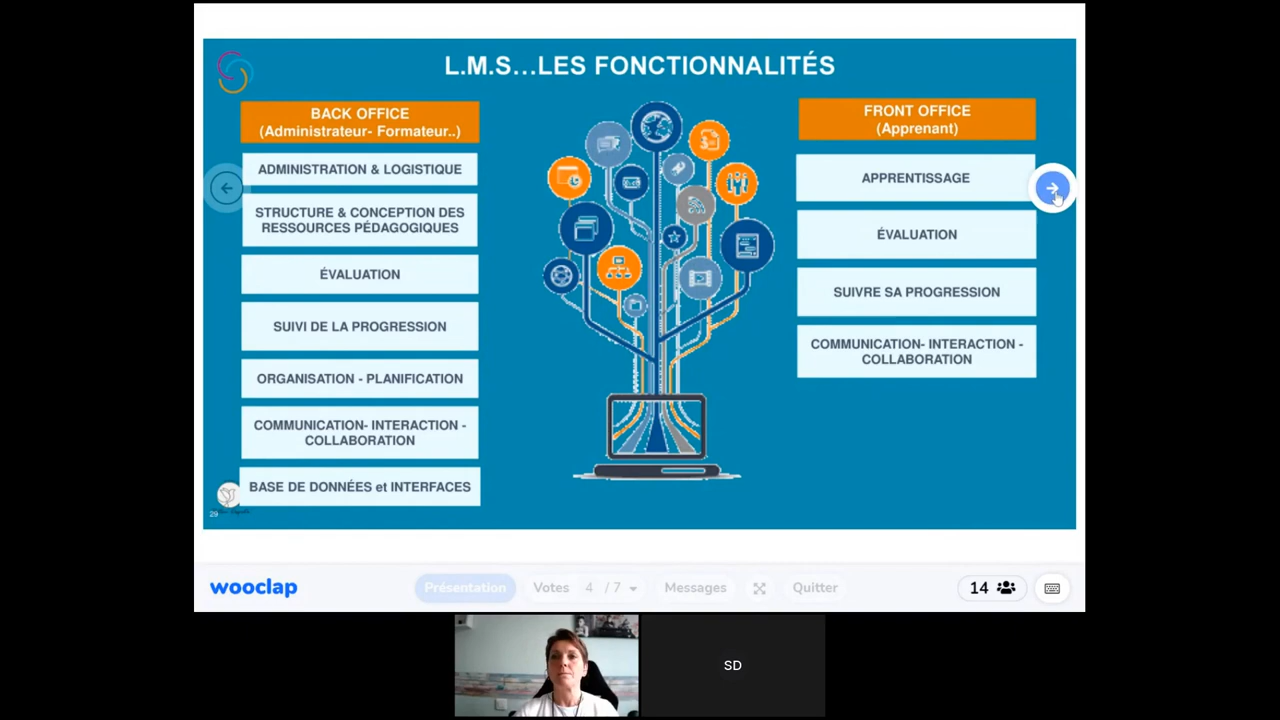 L.M.S...LES FONCTIONNALITÉS
BACK OFFICE
(Administrateur- Formateur..)
ADMINISTRATION & LOGISTIQUE
STRUCTURE & CONCEPTION DES
RESSOURCES PÉDAGOGIQUES
ÉVALUATION
SUIVI DE LA PROGRESSION
ORGANISATION - PLANIFICATION
COMMUNICATION- INTERACTION -
COLLABORATION
BASE DE DONNÉES et INTERFACES
29
FRONT OFFICE
(Apprenant)
APPRENTISSAGE
ÉVALUATION
SUIVRE SA PROGRESSION
COMMUNICATION- INTERACTION -
COLLABORATION
wooclap Présentation Votes 4 / 7 Messages Quitter 14
SD